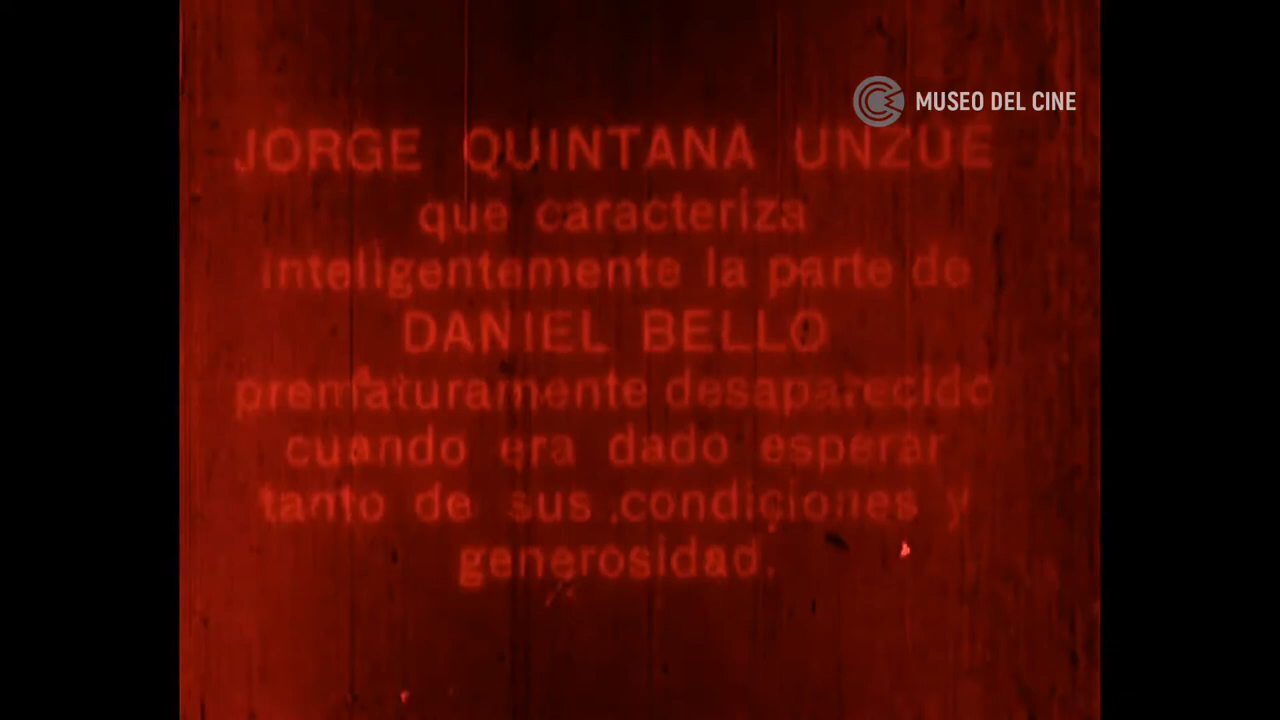 MUSEO DEL CINE
JORGE QUINTANA UNZUE
que caracteriza
inteligentemente la parte de
DANIEL BELLO
prematuramente desaparecido
cuando era dado esperar
tanto de sus condiciones y
generosidad.